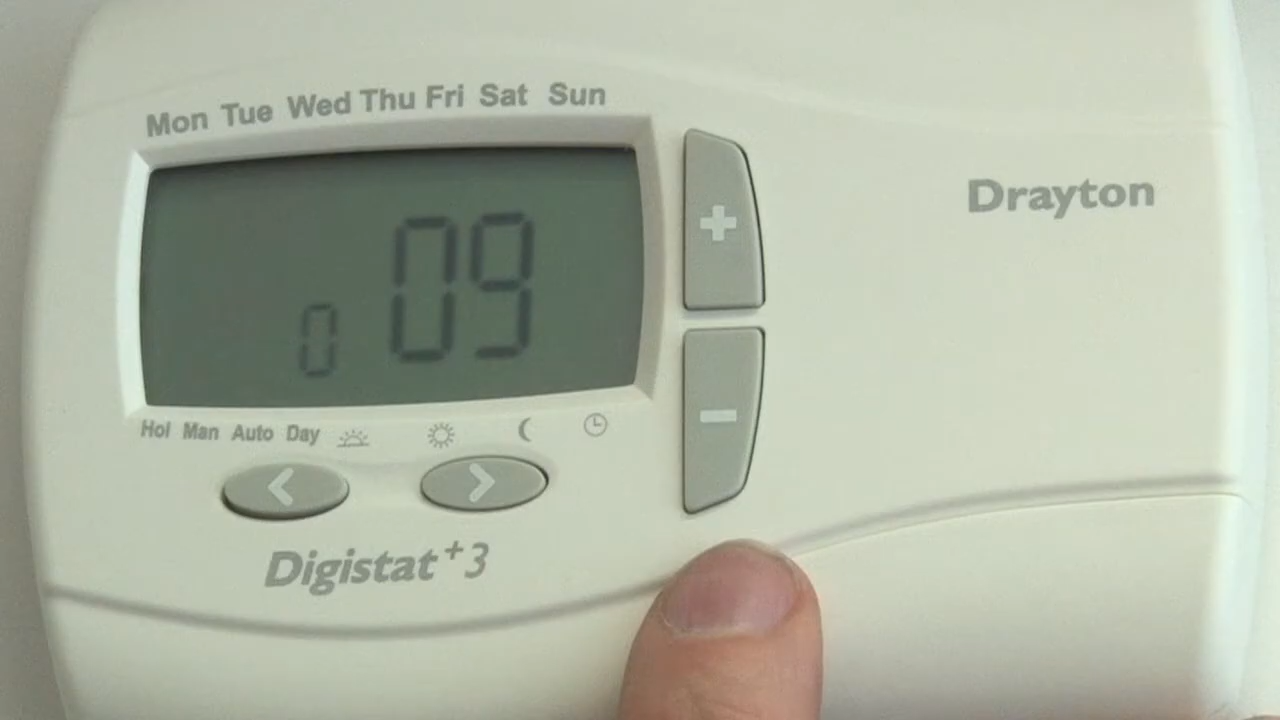 Mon Tue Wed Thu Fri Sat Sun
Drayton
0 09
Hol Man Auto Day
Digistat+3